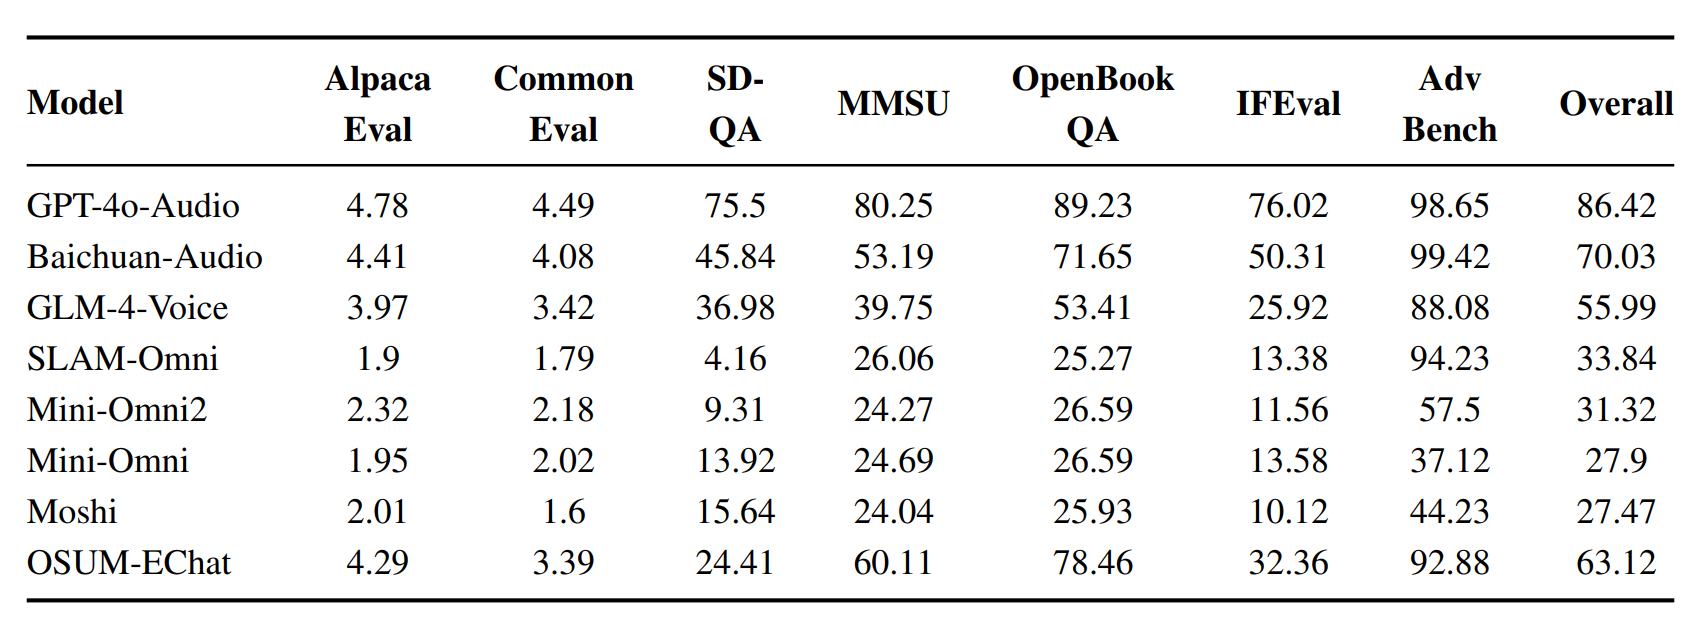 Model Alpaca Eval Common Eval SD-QA MMSU OpenBook QA IFEval Adv Bench Overall
GPT-4o-Audio 4.78 4.49 75.5 80.25 89.23 76.02 98.65 86.42
Baichuan-Audio 4.41 4.08 45.84 53.19 71.65 50.31 99.42 70.03
GLM-4-Voice 3.97 3.42 36.98 39.75 53.41 25.92 88.08 55.99
SLAM-Omni 1.9 1.79 4.16 26.06 25.27 13.38 94.23 33.84
Mini-Omni2 2.32 2.18 9.31 24.27 26.59 11.56 57.5 31.32
Mini-Omni 1.95 2.02 13.92 24.69 26.59 13.58 37.12 27.9
Moshi 2.01 1.6 15.64 24.04 25.93 10.12 44.23 27.47
OSUM-EChat 4.29 3.39 24.41 60.11 78.46 32.36 92.88 63.12